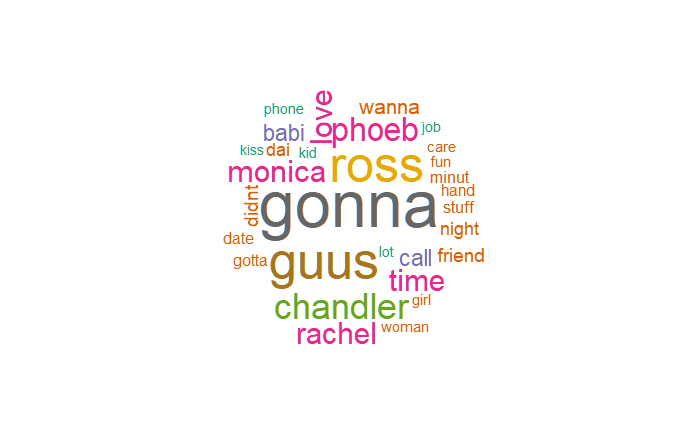 phone
love
wanna
babi
phoeb
job
kiss
dai
kid
care
fun
monica
ross
minut
didnt
gonna
hand
stuff
night
date
gotta
guus
lot
call
friend
time
chandler
girl
rachel
woman